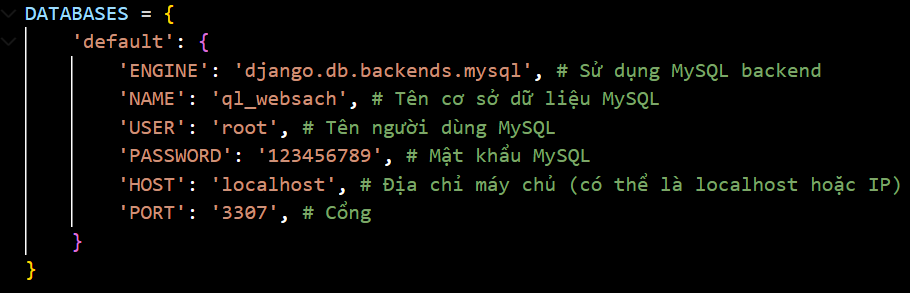 DATABASES = {
    'default': {
        'ENGINE': 'django.db.backends.mysql', # Sử dụng MySQL backend
        'NAME': 'ql_websach', # Tên cơ sở dữ liệu MySQL
        'USER': 'root', # Tên người dùng MySQL
        'PASSWORD': '123456789', # Mật khẩu MySQL
        'HOST': 'localhost', # Địa chỉ máy chủ (có thể là localhost hoặc IP)
        'PORT': '3307', # Cổng
    }
}